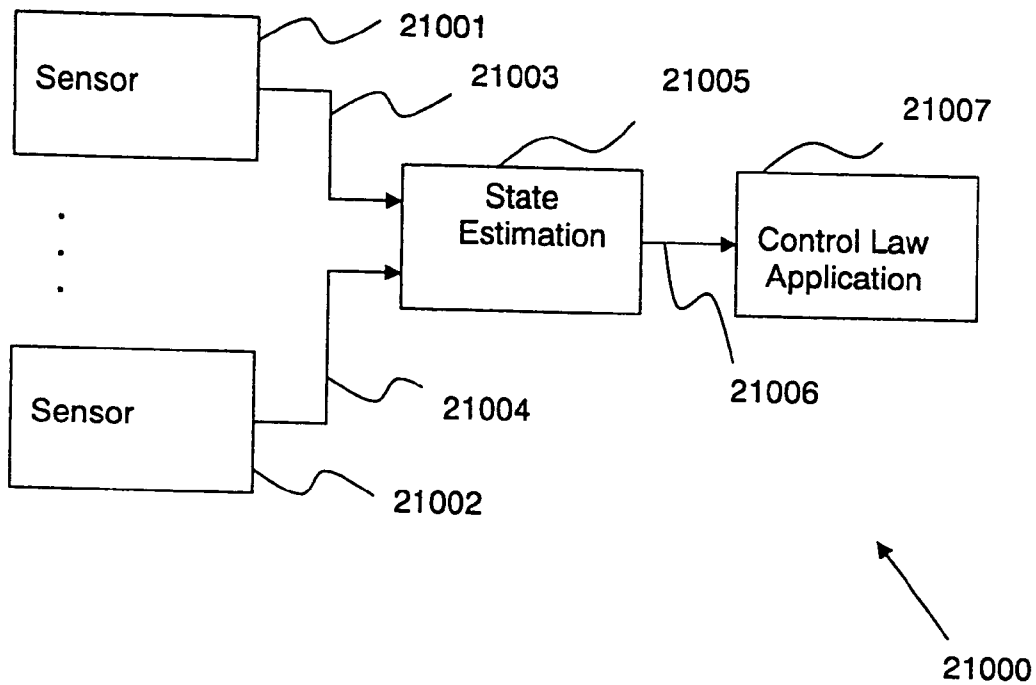 21001
Sensor
21003
21005
21007
State
Estimation
Control Law
Application
21006
Sensor
21004
21002
21000